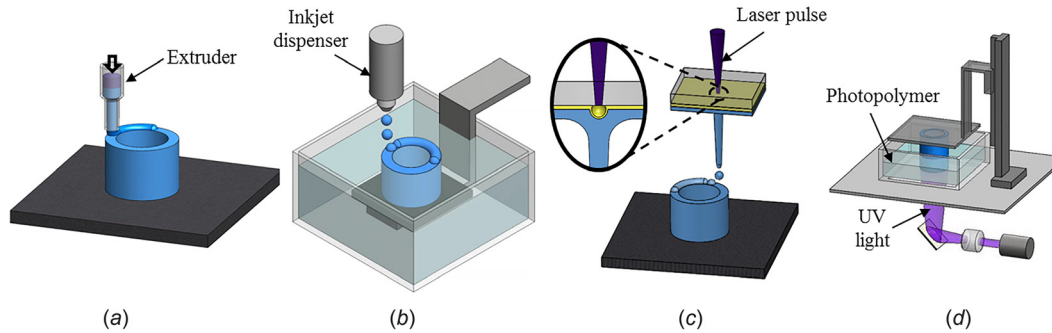 Extruder
(a)
Inkjet
dispenser
(b)
Laser pulse
(c)
Photopolymer
UV
light
(d)